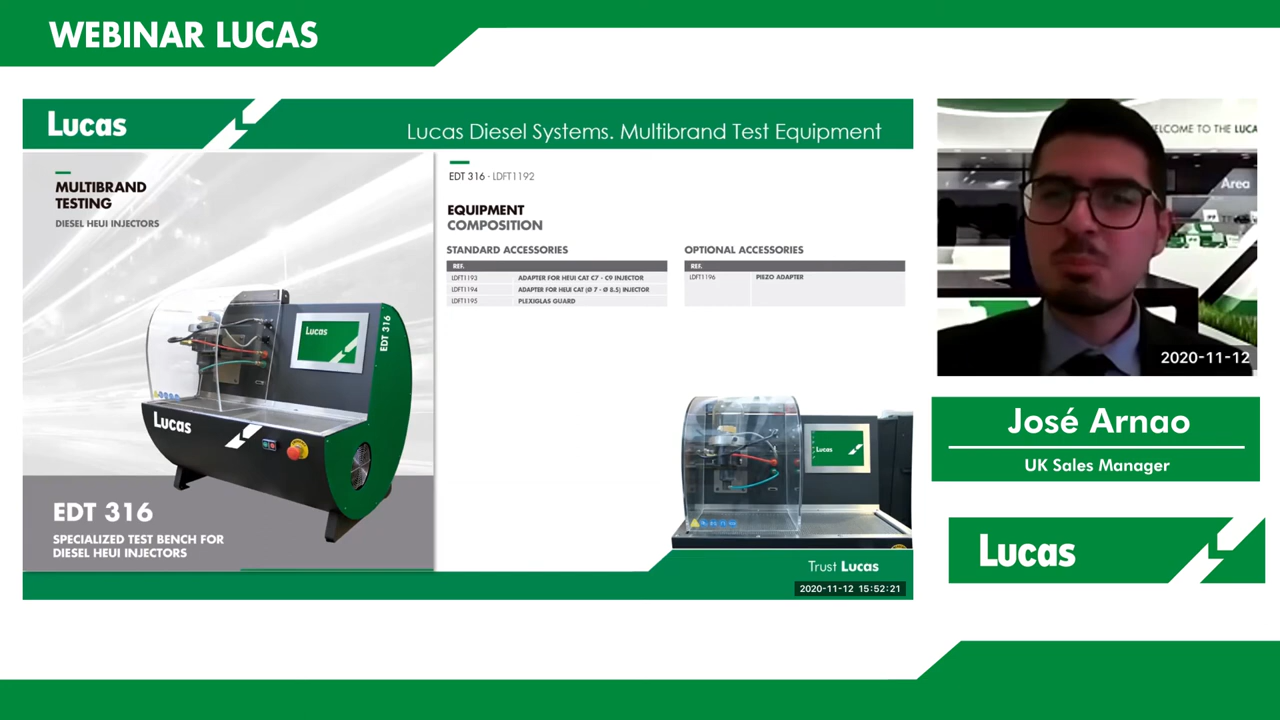 WEBINAR LUCAS
Lucas
Lucas Diesel Systems. Multibrand Test Equipment
MULTIBRAND
TESTING
DIESEL HEUI INJECTORS
EDT 316 - LDFT1192
EQUIPMENT
COMPOSITION
STANDARD ACCESSORIES
REF.
LDFT1193 ADAPTER FOR HEUI CAT C7 - C9 INJECTOR
LDFT1194 ADAPTER FOR HEUI CAT (Ø 7 - Ø 8.5) INJECTOR
LDFT1195 PLEXIGLAS GUARD
OPTIONAL ACCESSORIES
REF.
LDFT1196 PIEZO ADAPTER
Lucas
EDT 316
Lucas
Lucas
EDT 316
SPECIALIZED TEST BENCH FOR
DIESEL HEUI INJECTORS
Trust Lucas
2020-11-12 15:52:21
ELCOME TO THE LUCA
Area
2020-11-12
José Arnao
UK Sales Manager
Lucas